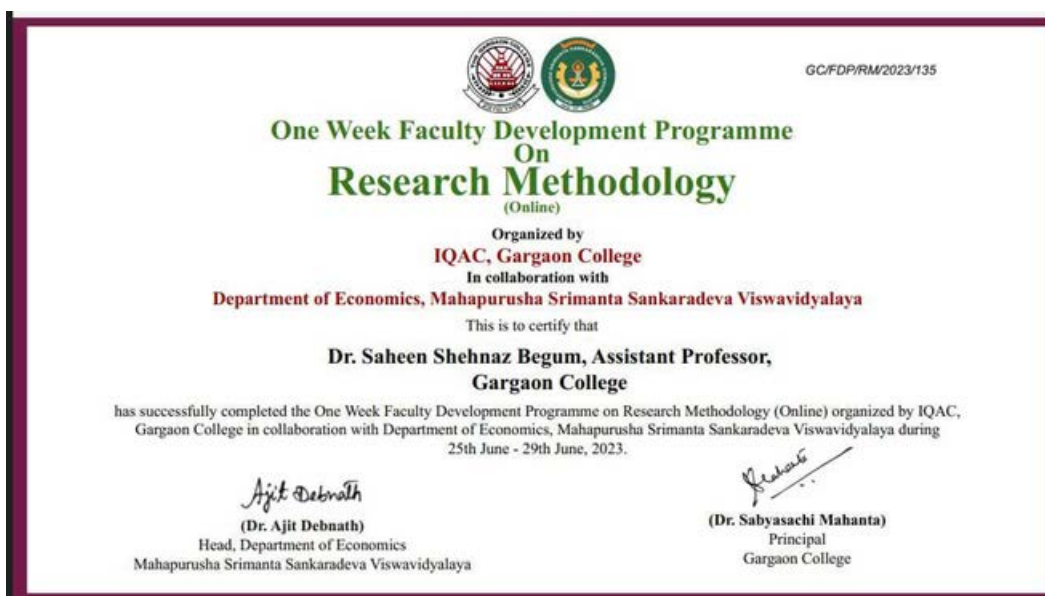 GC/FDP/RM/2023/135
One Week Faculty Development Programme
On
Research Methodology
(Online)
Organized by
IQAC, Gargaon College
In collaboration with
Department of Economics, Mahapurusha Srimanta Sankaradeva Viswavidyalaya
This is to certify that
Dr. Saheen Shehnaz Begum, Assistant Professor,
Gargaon College
has successfully completed the One Week Faculty Development Programme on Research Methodology (Online) organized by IQAC,
Gargaon College in collaboration with Department of Economics, Mahapurusha Srimanta Sankaradeva Viswavidyalaya during
25th June - 29th June, 2023.
Ajit Debnath
(Dr. Ajit Debnath)
Head, Department of Economics
Mahapurusha Srimanta Sankaradeva Viswavidyalaya
(Dr. Sabyasachi Mahanta)
Principal
Gargaon College